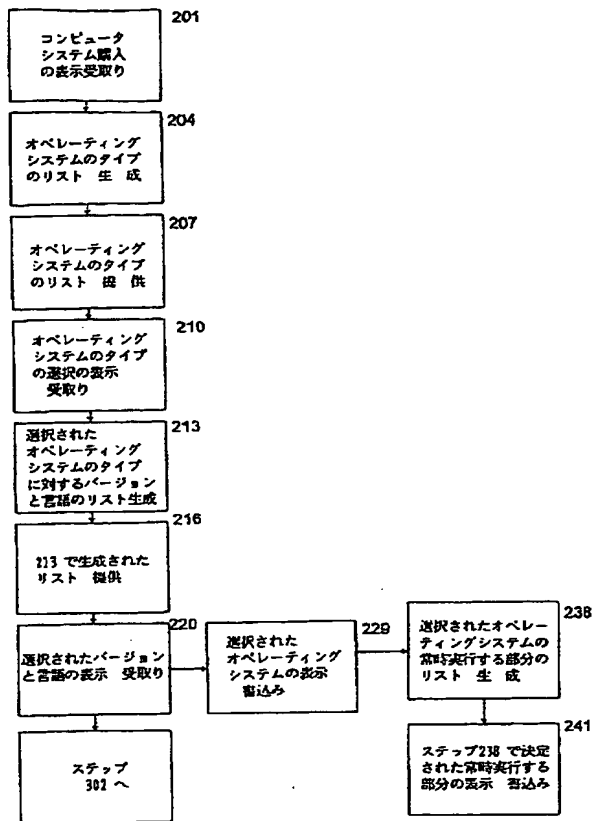 201
コンピュータ
システム購入
の表示受取り
204
オペレーティング
システムのタイプ
のリスト 生 成
207
オペレーティング
システムのタイプ
のリスト 提 供
210
オペレーティング
システムのタイプ
の選択の表示
受取り
213
選択された
オペレーティング
システムのタイプ
に対するバージョン
と言語のリスト生成
216
213 で生成された
リスト 提供
220
選択されたバージョン
と言語の表示 受取り
229
選択された
オペレーティング
システムの表示
書込み
238
選択されたオペレー
ティングシステムの
常時実行する部分の
リスト 生 成
241
ステップ238 で決定
された常時実行する
部分の表示 書込み
ステップ
302 へ